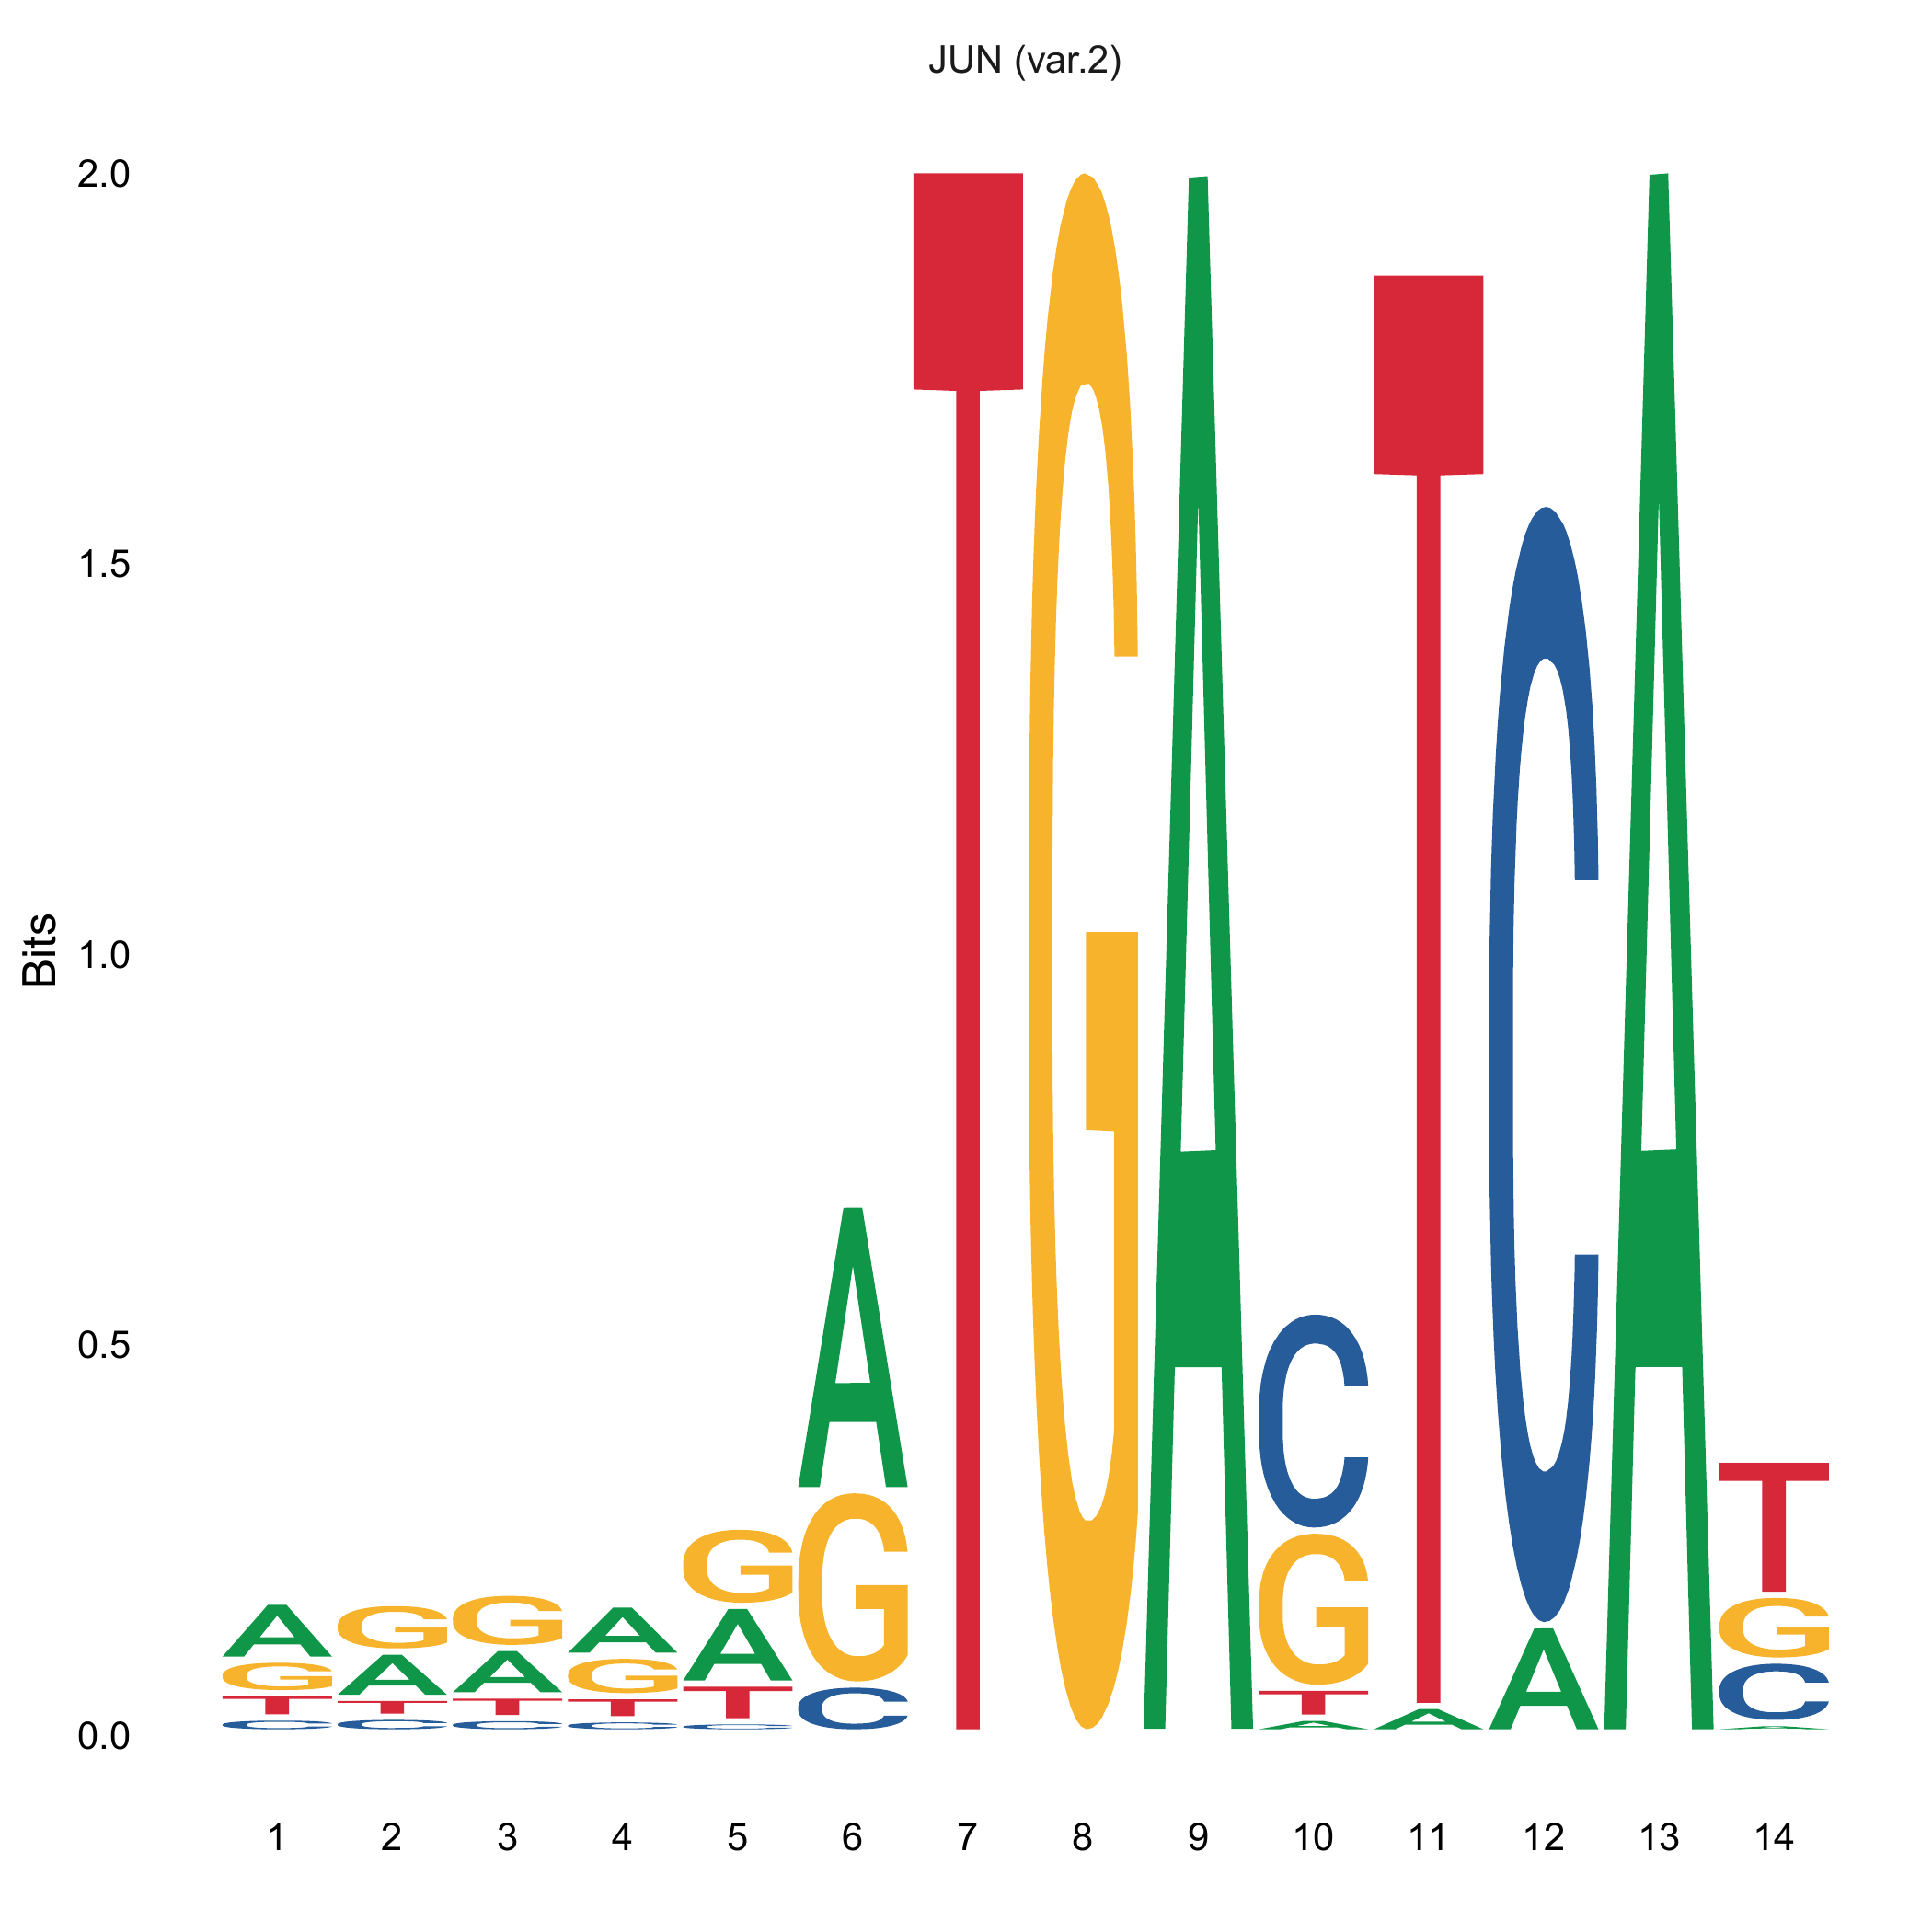 JUN (var.2)
2.0
1.5
1.0
0.5
0.0
Bits
A G G A G A T G A C T C A T
G A A G A G G A A G
T T T T T C T C
C C C C C A A
1 2 3 4 5 6 7 8 9 10 11 12 13 14